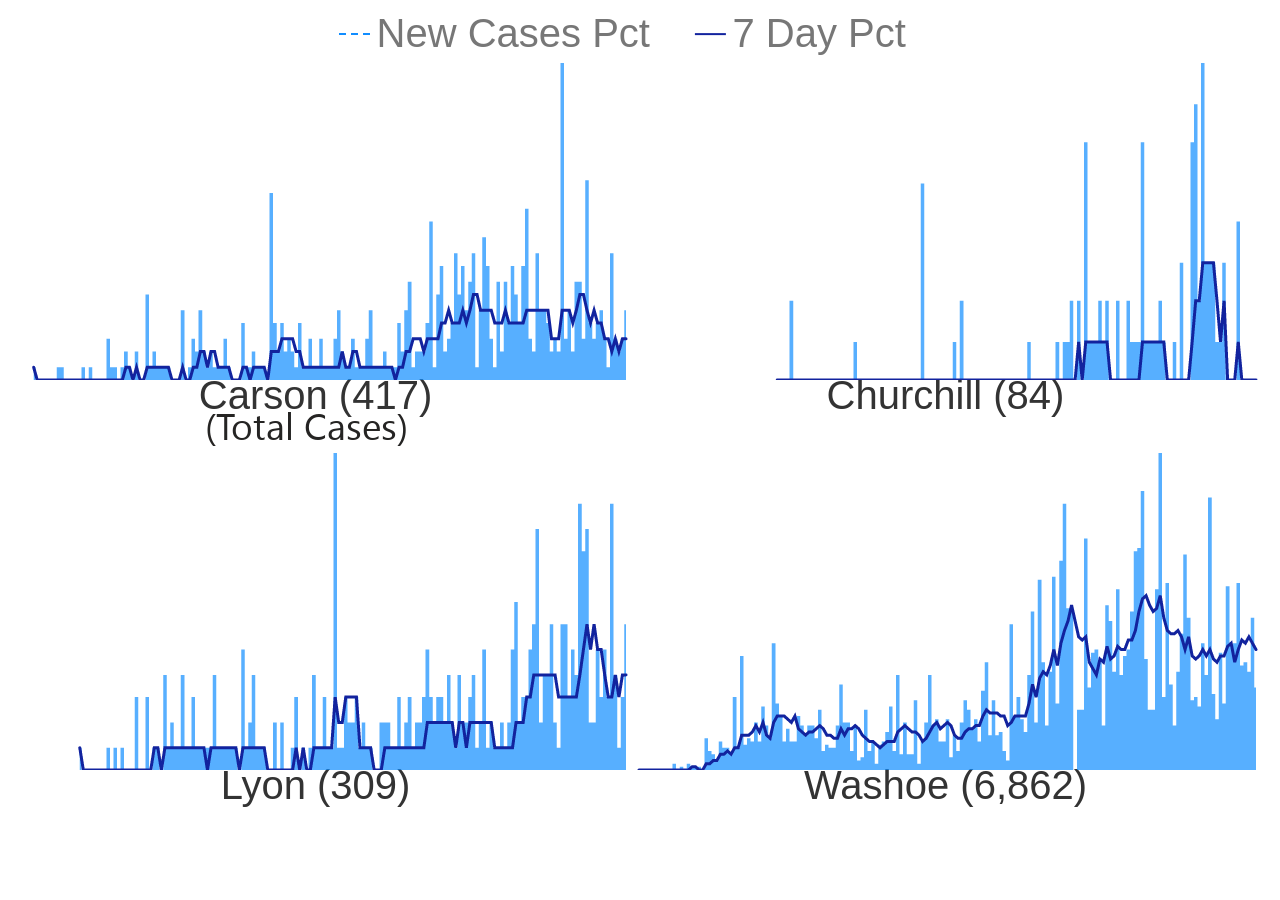 New Cases Pct 7 Day Pct
Carson (417)
(Total Cases)
Churchill (84)
Lyon (309)
Washoe (6,862)